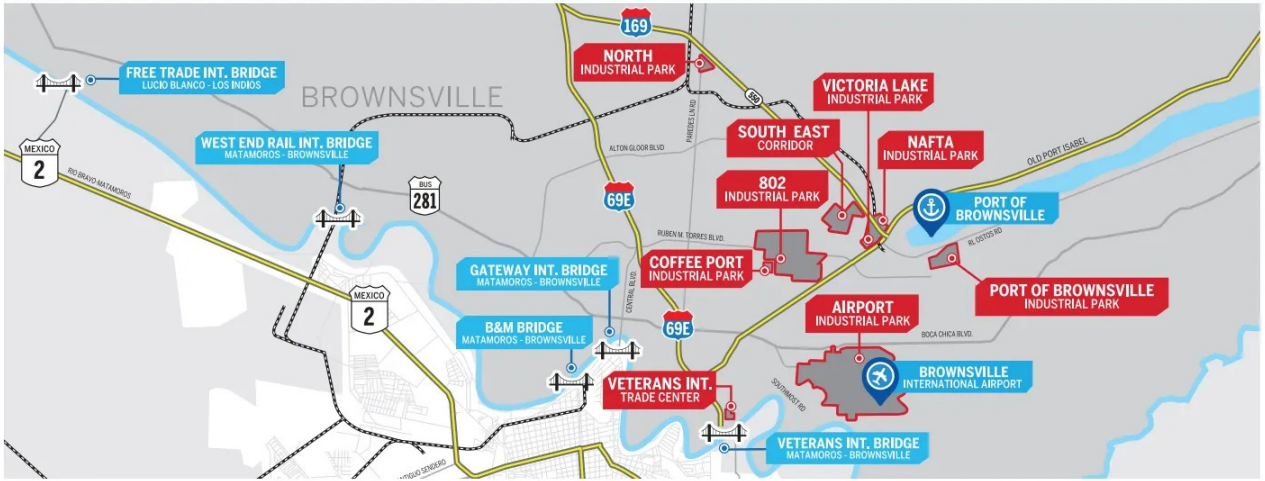 169
NORTH
INDUSTRIAL PARK
FREE TRADE INT. BRIDGE
LUCIO BLANCO - LOS INDIOS
BROWNSVILLE
VICTORIA LAKE
INDUSTRIAL PARK
550
PAREDES LN RD
WEST END RAIL INT. BRIDGE
MATAMOROS - BROWNSVILLE
SOUTH EAST
CORRIDOR
NAFTA
INDUSTRIAL PARK
ALTON GLOOR BLVD
OLD PORT ISABEL
MEXICO
2
RIO BRAVO-MATAMOROS
BUS
281
69E
802
INDUSTRIAL PARK
PORT OF
BROWNSVILLE
RUBEN M. TORRES BLVD.
RL OSTOS RD
COFFEE PORT
INDUSTRIAL PARK
GATEWAY INT. BRIDGE
MATAMOROS - BROWNSVILLE
CENTRAL BLVD.
PORT OF BROWNSVILLE
INDUSTRIAL PARK
MEXICO
2
AIRPORT
INDUSTRIAL PARK
69E
B&M BRIDGE
MATAMOROS - BROWNSVILLE
BOCA CHICA BLVD.
VETERANS INT.
TRADE CENTER
SOUTHMOST RD
BROWNSVILLE
INTERNATIONAL AIRPORT
VETERANS INT. BRIDGE
MATAMOROS - BROWNSVILLE
SENDERO